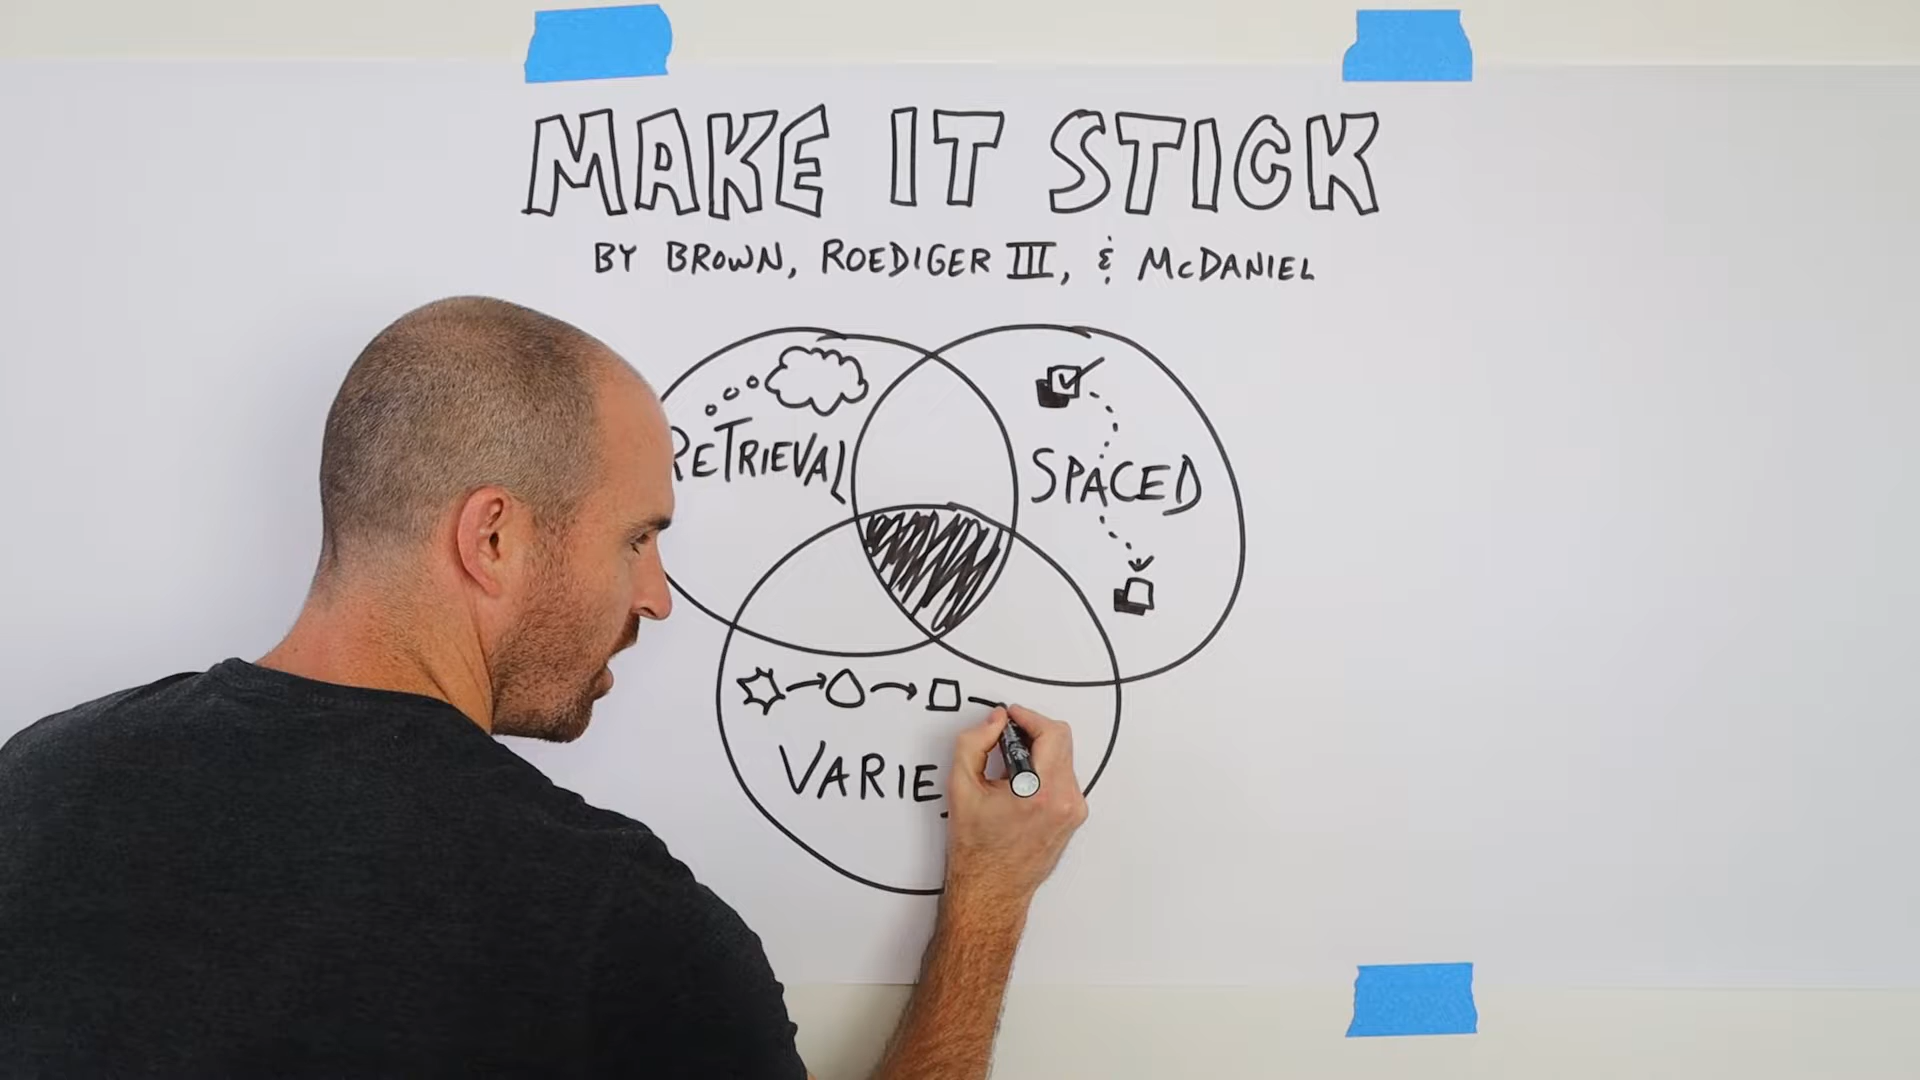 MAKE IT STICK
BY BROWN, ROEDIGER III, & McDANIEL
RETRIEVAL
SPACED
VARIE